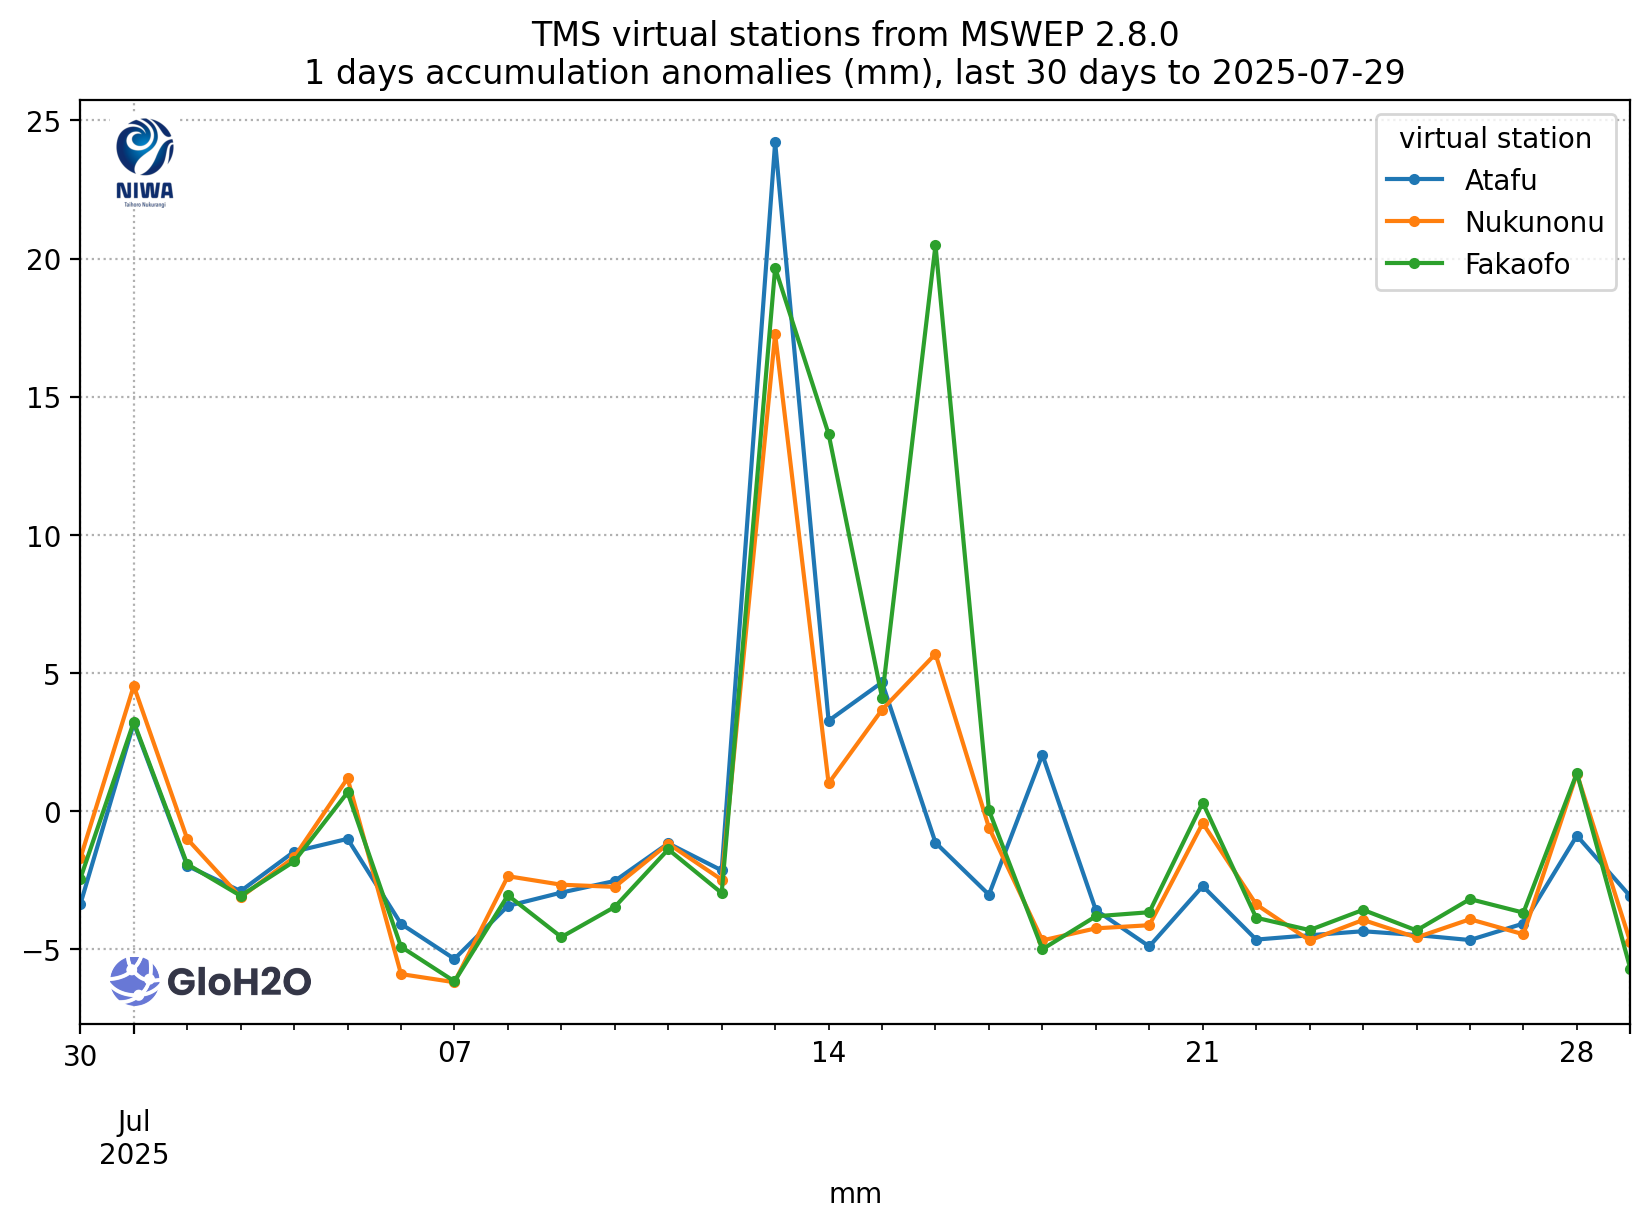 TMS virtual stations from MSWEP 2.8.0
1 days accumulation anomalies (mm), last 30 days to 2025-07-29
25
20
15
10
5
0
−5
NIWA
Taihoro Nukurangi
virtual station
Atafu
Nukunonu
Fakaofo
GloH2O
30
07
14
21
28
Jul
2025
mm